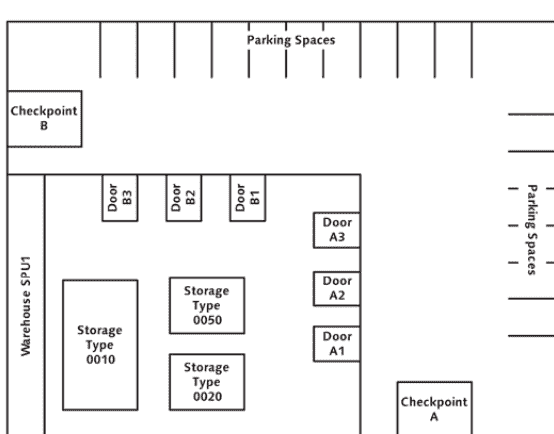 Parking Spaces
Checkpoint
B
Door
B3
Door
B2
Door
B1
Door
A3
Parking Spaces
Warehouse SPU1
Storage
Type
0050
Door
A2
Storage
Type
0010
Door
A1
Storage
Type
0020
Checkpoint
A